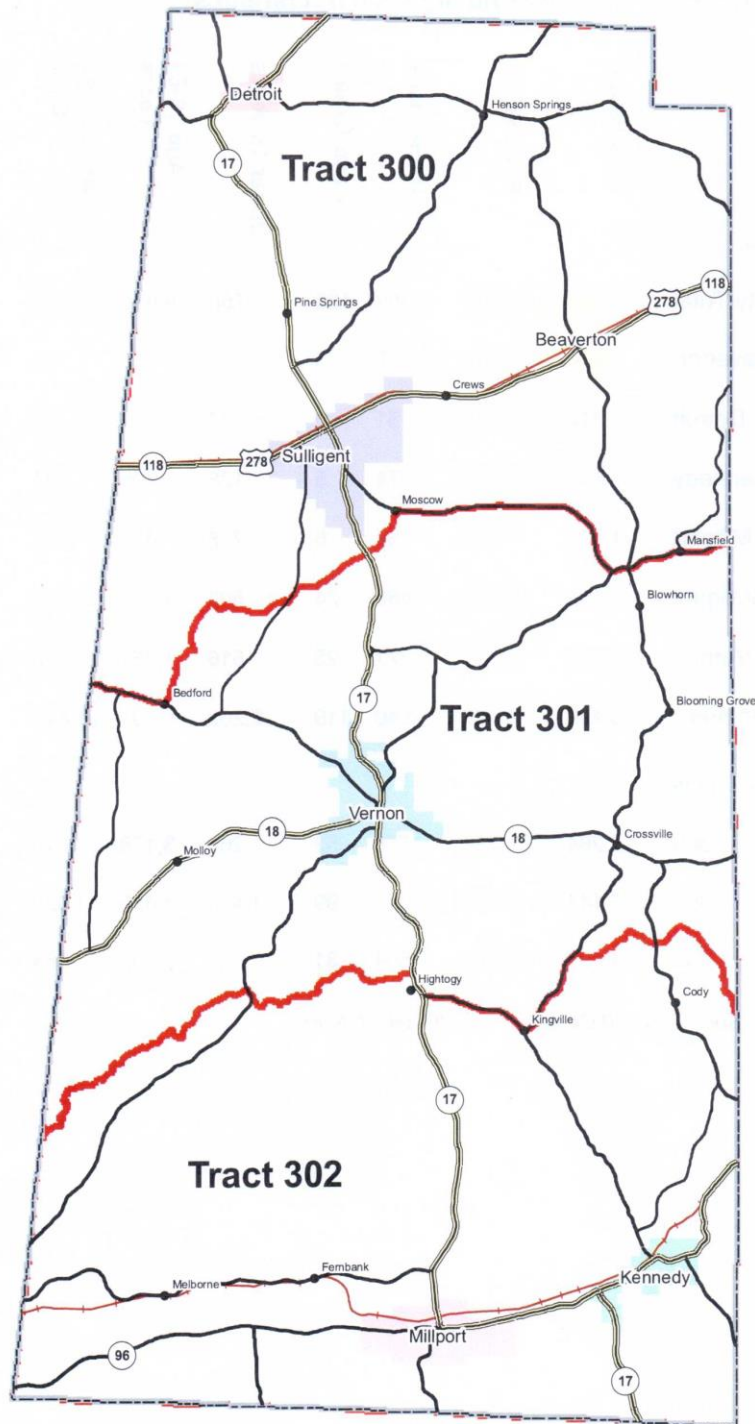 Detroit
Henson Springs
17
Tract 300
118
278
Pine Springs
Beaverton
Crews
118
278
Sulligent
Moscow
Mansfield
Blowhorn
Bedford
17
Tract 301
Blooming Grove
Vernon
18
18
Crossville
Molloy
Hightogy
Cody
Kingville
17
Tract 302
Fernbank
Melborne
Kennedy
Millport
96
17